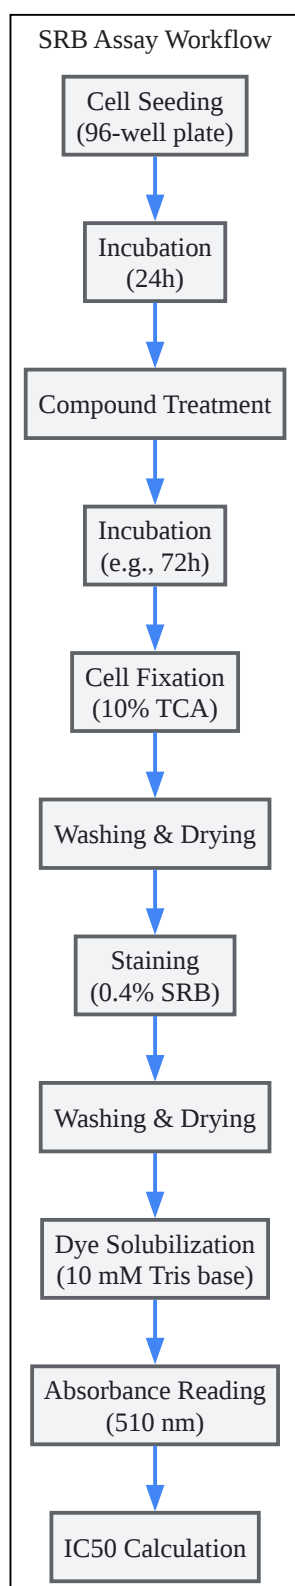 SRB Assay Workflow
Cell Seeding
(96-well plate)
Incubation
(24h)
Compound Treatment
Incubation
(e.g., 72h)
Cell Fixation
(10% TCA)
Washing & Drying
Staining
(0.4% SRB)
Washing & Drying
Dye Solubilization
(10 mM Tris base)
Absorbance Reading
(510 nm)
IC50 Calculation